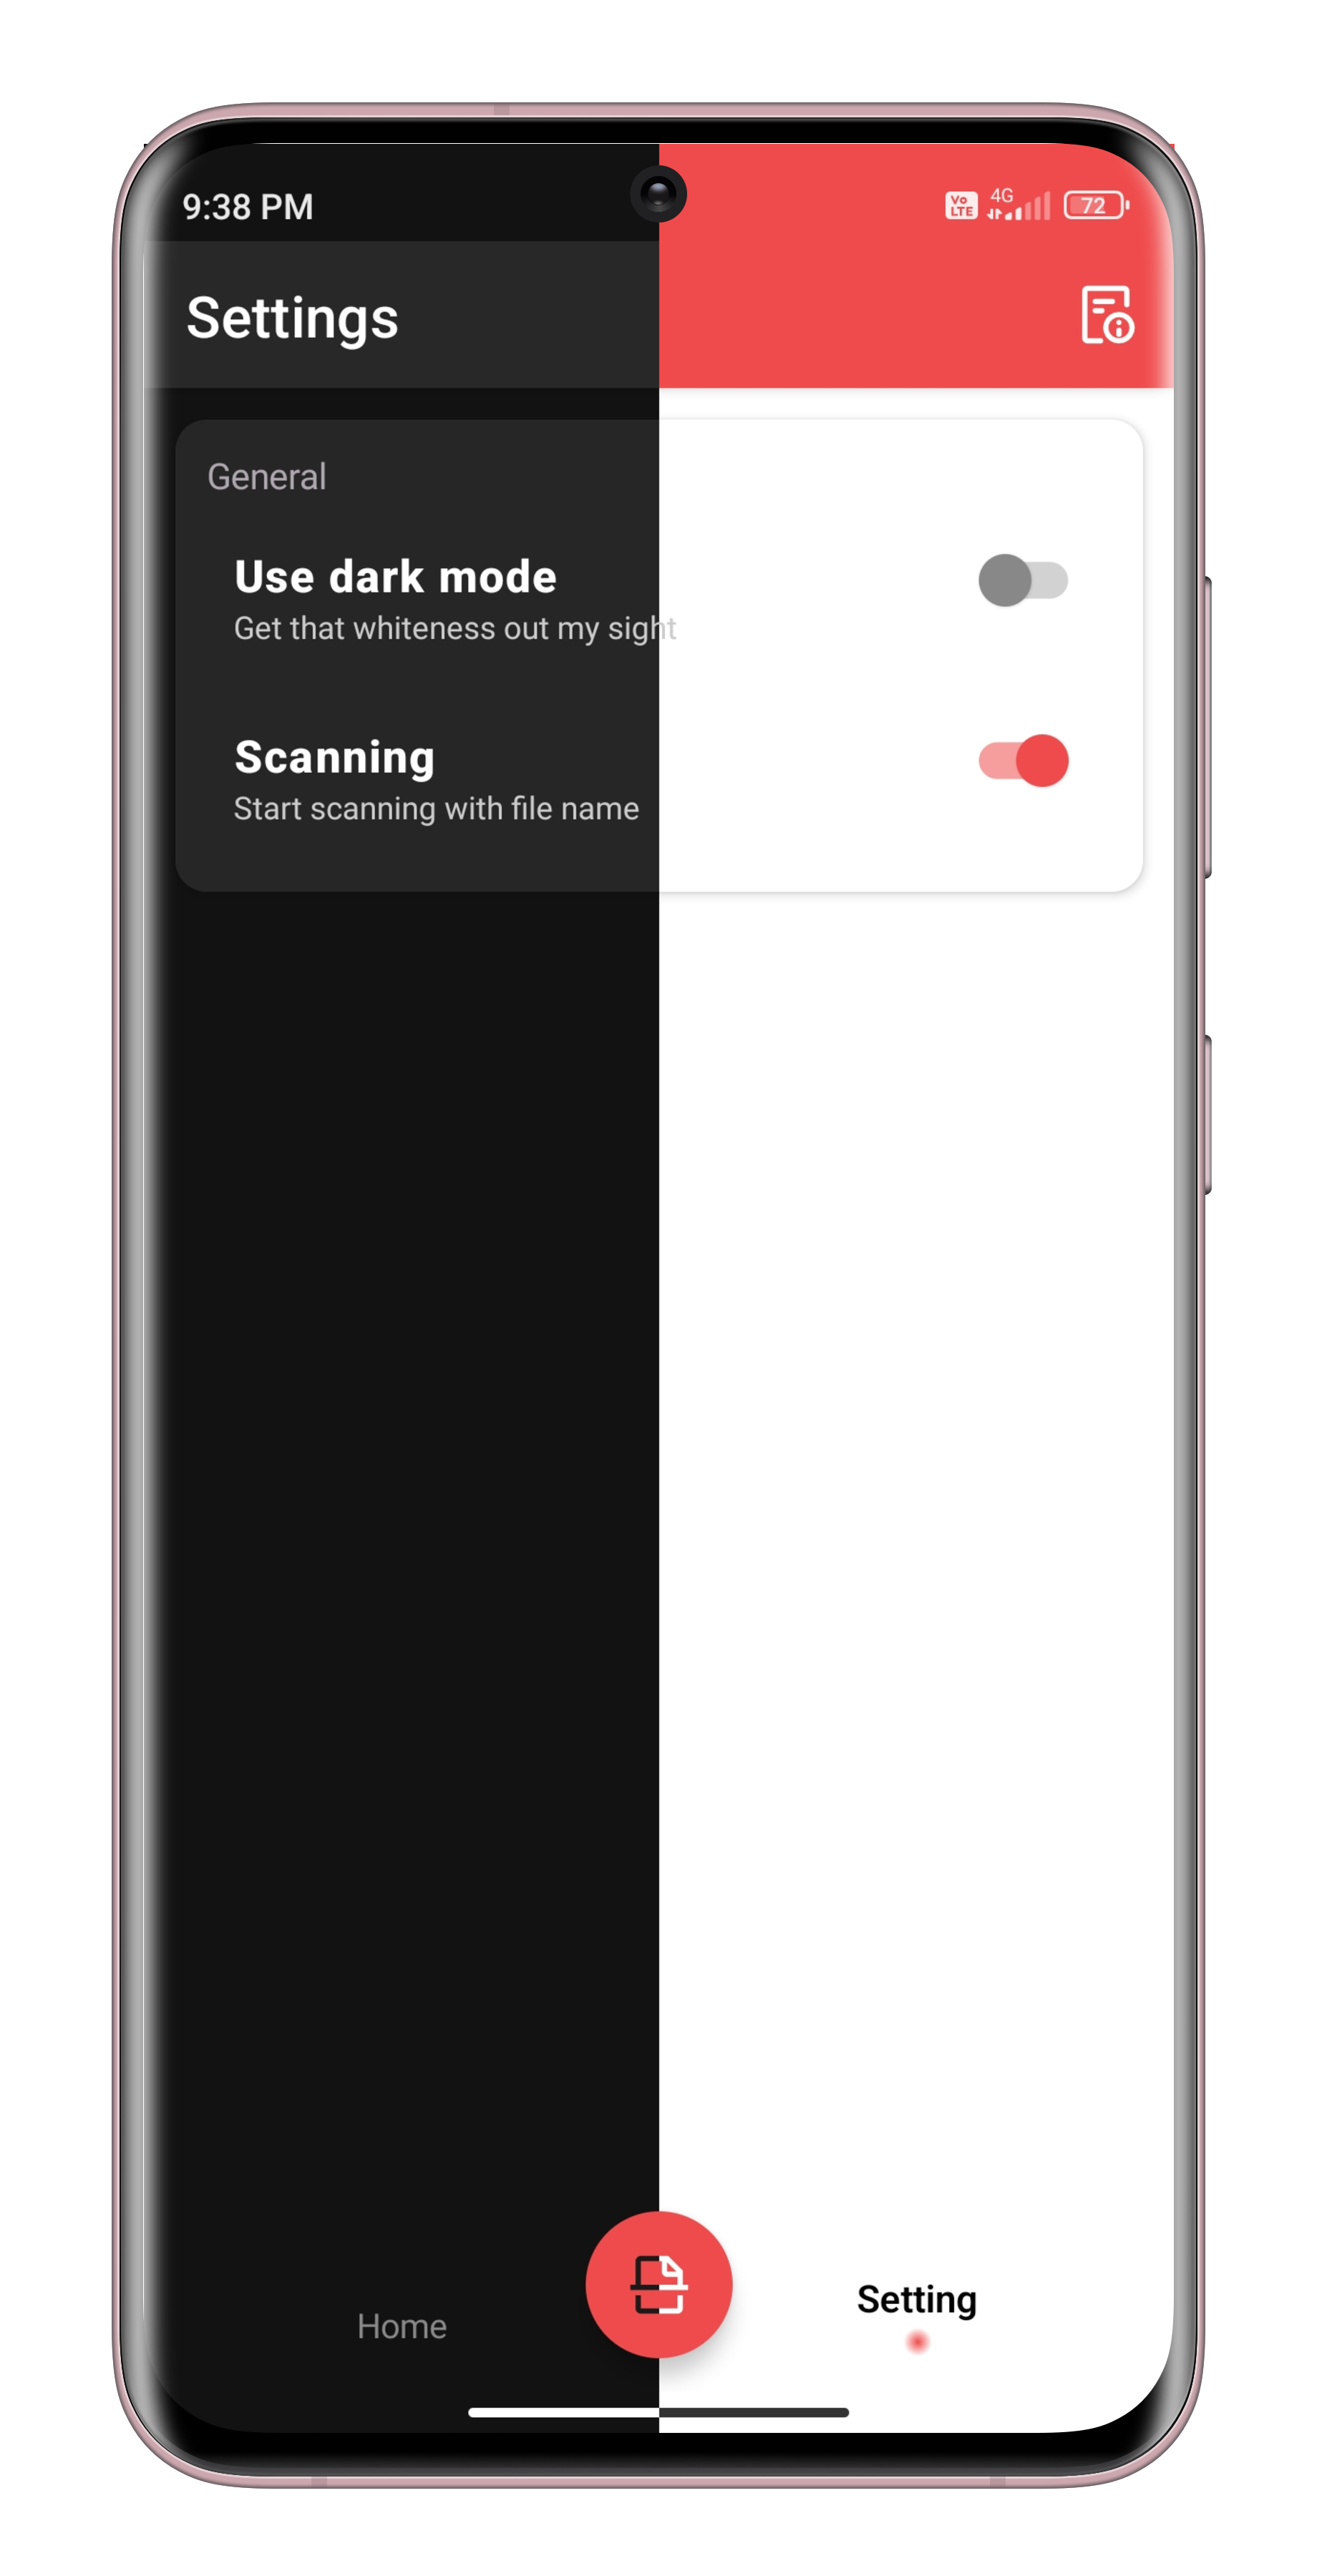 9:38 PM
Vo
LTE
4G
72
Settings
General
Use dark mode
Get that whiteness out my sight
Scanning
Start scanning with file name
Home
Setting